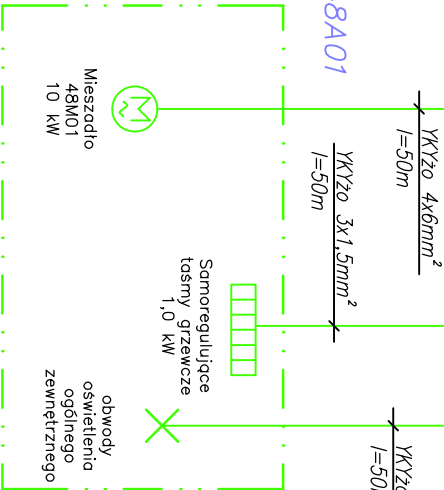 8A01
YKYżo 4x6mm²
l=50m
YKYżo 3x1,5mm²
l=50m
Mieszadło
48M01
10 kW
M
~
Samoregulujące
taśmy grzewcze
1,0 kW
obwody
oświetlenia
ogólnego
zewnętrznego